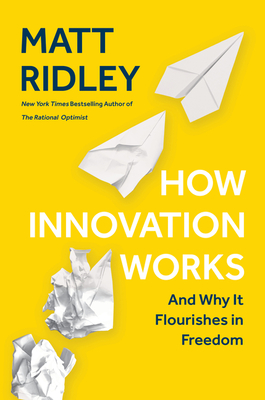 MATT
RIDLEY
New York Times Bestselling Author of
The Rational Optimist
HOW
INNOVATION
WORKS
And Why It
Flourishes in
Freedom